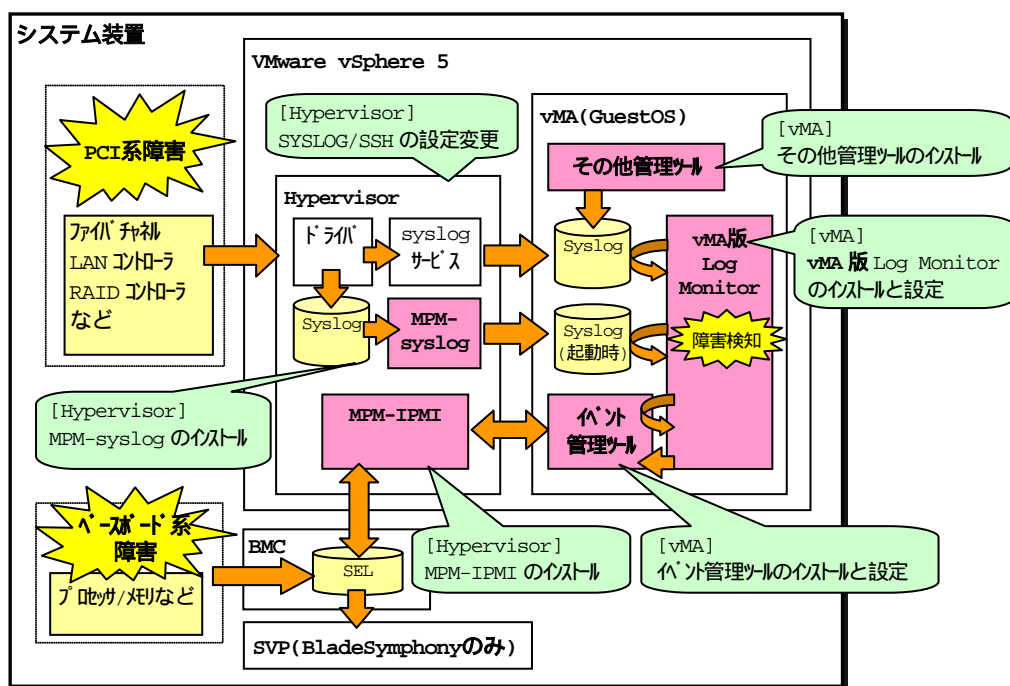 システム装置
VMware vSphere 5
PCI系障害
ファイバチャネル
LAN コントローラ
RAID コントローラ
など
[Hypervisor]
SYSLOG/SSH の設定変更
Hypervisor
ドライバ
syslog
サービス
Syslog
MPM-
syslog
MPM-IPMI
vMA(GuestOS)
その他管理ツール
Syslog
Syslog
(起動時)
vMA版
Log
Monitor
障害検知
イベント
管理ツール
[vMA]
その他管理ツールのインストール
[vMA]
vMA 版 Log Monitor
のインストールと設定
[Hypervisor]
MPM-syslog のインストール
ベースボード系
障害
プロセッサ/メモリなど
BMC
SEL
[Hypervisor]
MPM-IPMI のインストール
[vMA]
イベント管理ツールのインストールと設定
SVP(BladeSymphonyのみ)